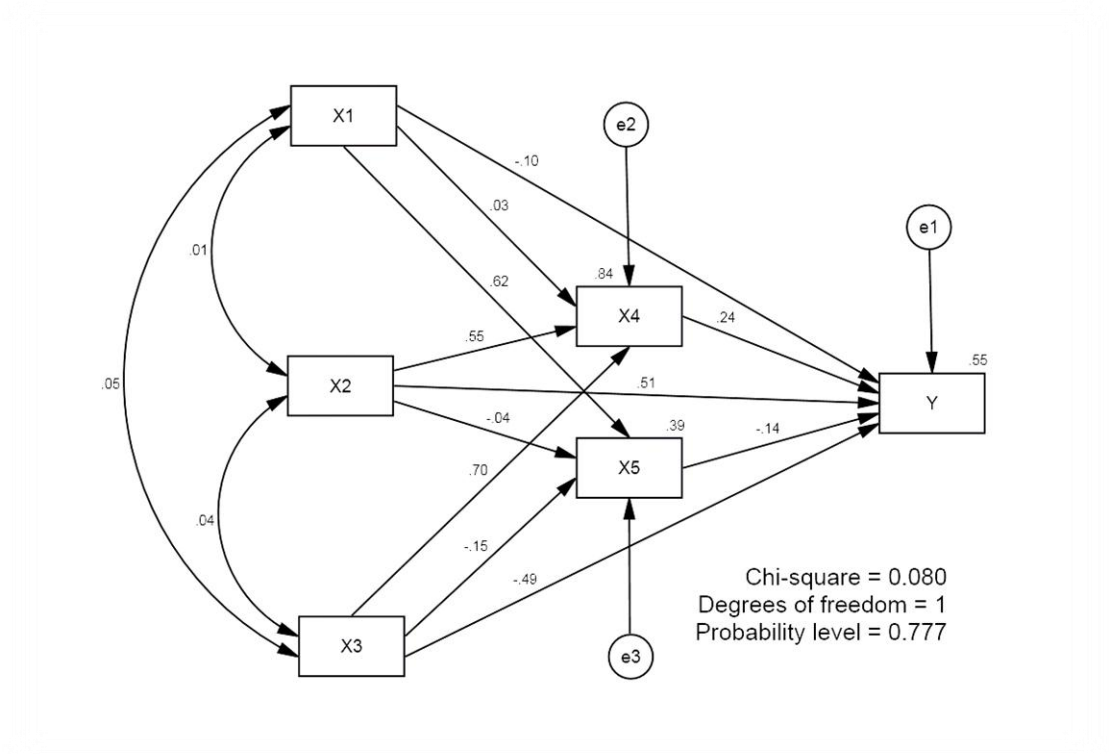 X1
e2
-.10
.03
e1
.01
.84
.62
X4
.24
.55
.55
.05
X2
.51
Y
-.04
.39
-.14
.70
X5
.04
-.15
-.49
Chi-square = 0.080
Degrees of freedom = 1
Probability level = 0.777
X3
e3